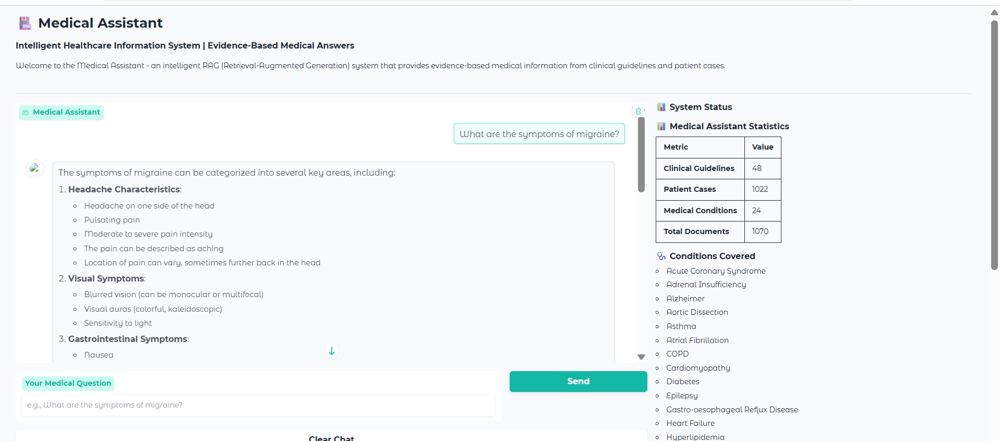 Medical Assistant
Intelligent Healthcare Information System | Evidence-Based Medical Answers
Welcome to the Medical Assistant - an intelligent RAG (Retrieval-Augmented Generation) system that provides evidence-based medical information from clinical guidelines and patient cases.
Medical Assistant
What are the symptoms of migraine?
The symptoms of migraine can be categorized into several key areas, including:
1. Headache Characteristics:
Headache on one side of the head
Pulsating pain
Moderate to severe pain intensity
The pain can be described as aching
Location of pain can vary, sometimes further back in the head
2. Visual Symptoms:
Blurred vision (can be monocular or multifocal)
Visual auras (colorful, kaleidoscopic)
Sensitivity to light
3. Gastrointestinal Symptoms:
Nausea
Your Medical Question
e.g., What are the symptoms of migraine?
Send
Clear Chat
System Status
Medical Assistant Statistics
Metric Value
Clinical Guidelines 48
Patient Cases 1022
Medical Conditions 24
Total Documents 1070
Conditions Covered
Acute Coronary Syndrome
Adrenal Insufficiency
Alzheimer
Aortic Dissection
Asthma
Atrial Fibrillation
COPD
Cardiomyopathy
Diabetes
Epilepsy
Gastro-oesophageal Reflux Disease
Heart Failure
Hyperlipidemia